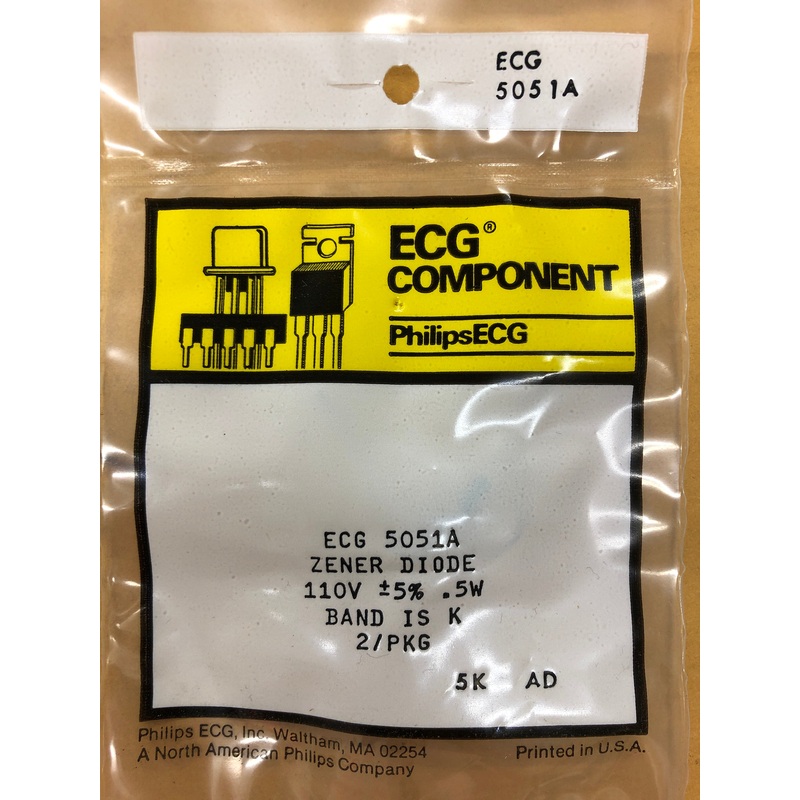 ECG
5051A
ECG®
COMPONENT
PhilipsECG
ECG 5051A
ZENER DIODE
110V ±5% .5W
BAND IS K
2/PKG
5K AD
Philips ECG, Inc. Waltham, MA 02254
A North American Philips Company
Printed in U.S.A.